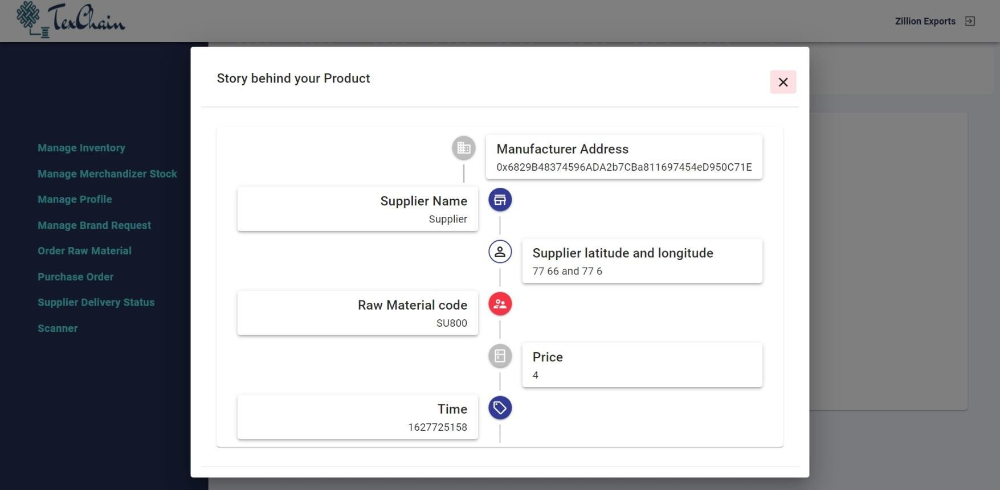 TexChain
Zillion Exports
Story behind your Product
Manage Inventory
Manage Merchandizer Stock
Manage Profile
Manage Brand Request
Order Raw Material
Purchase Order
Supplier Delivery Status
Scanner
Manufacturer Address
0x6829B48374596ADA2b7CBa811697454eD950C71E
Supplier Name
Supplier
Supplier latitude and longitude
77 66 and 77 6
Raw Material code
SU800
Price
4
Time
1627725158